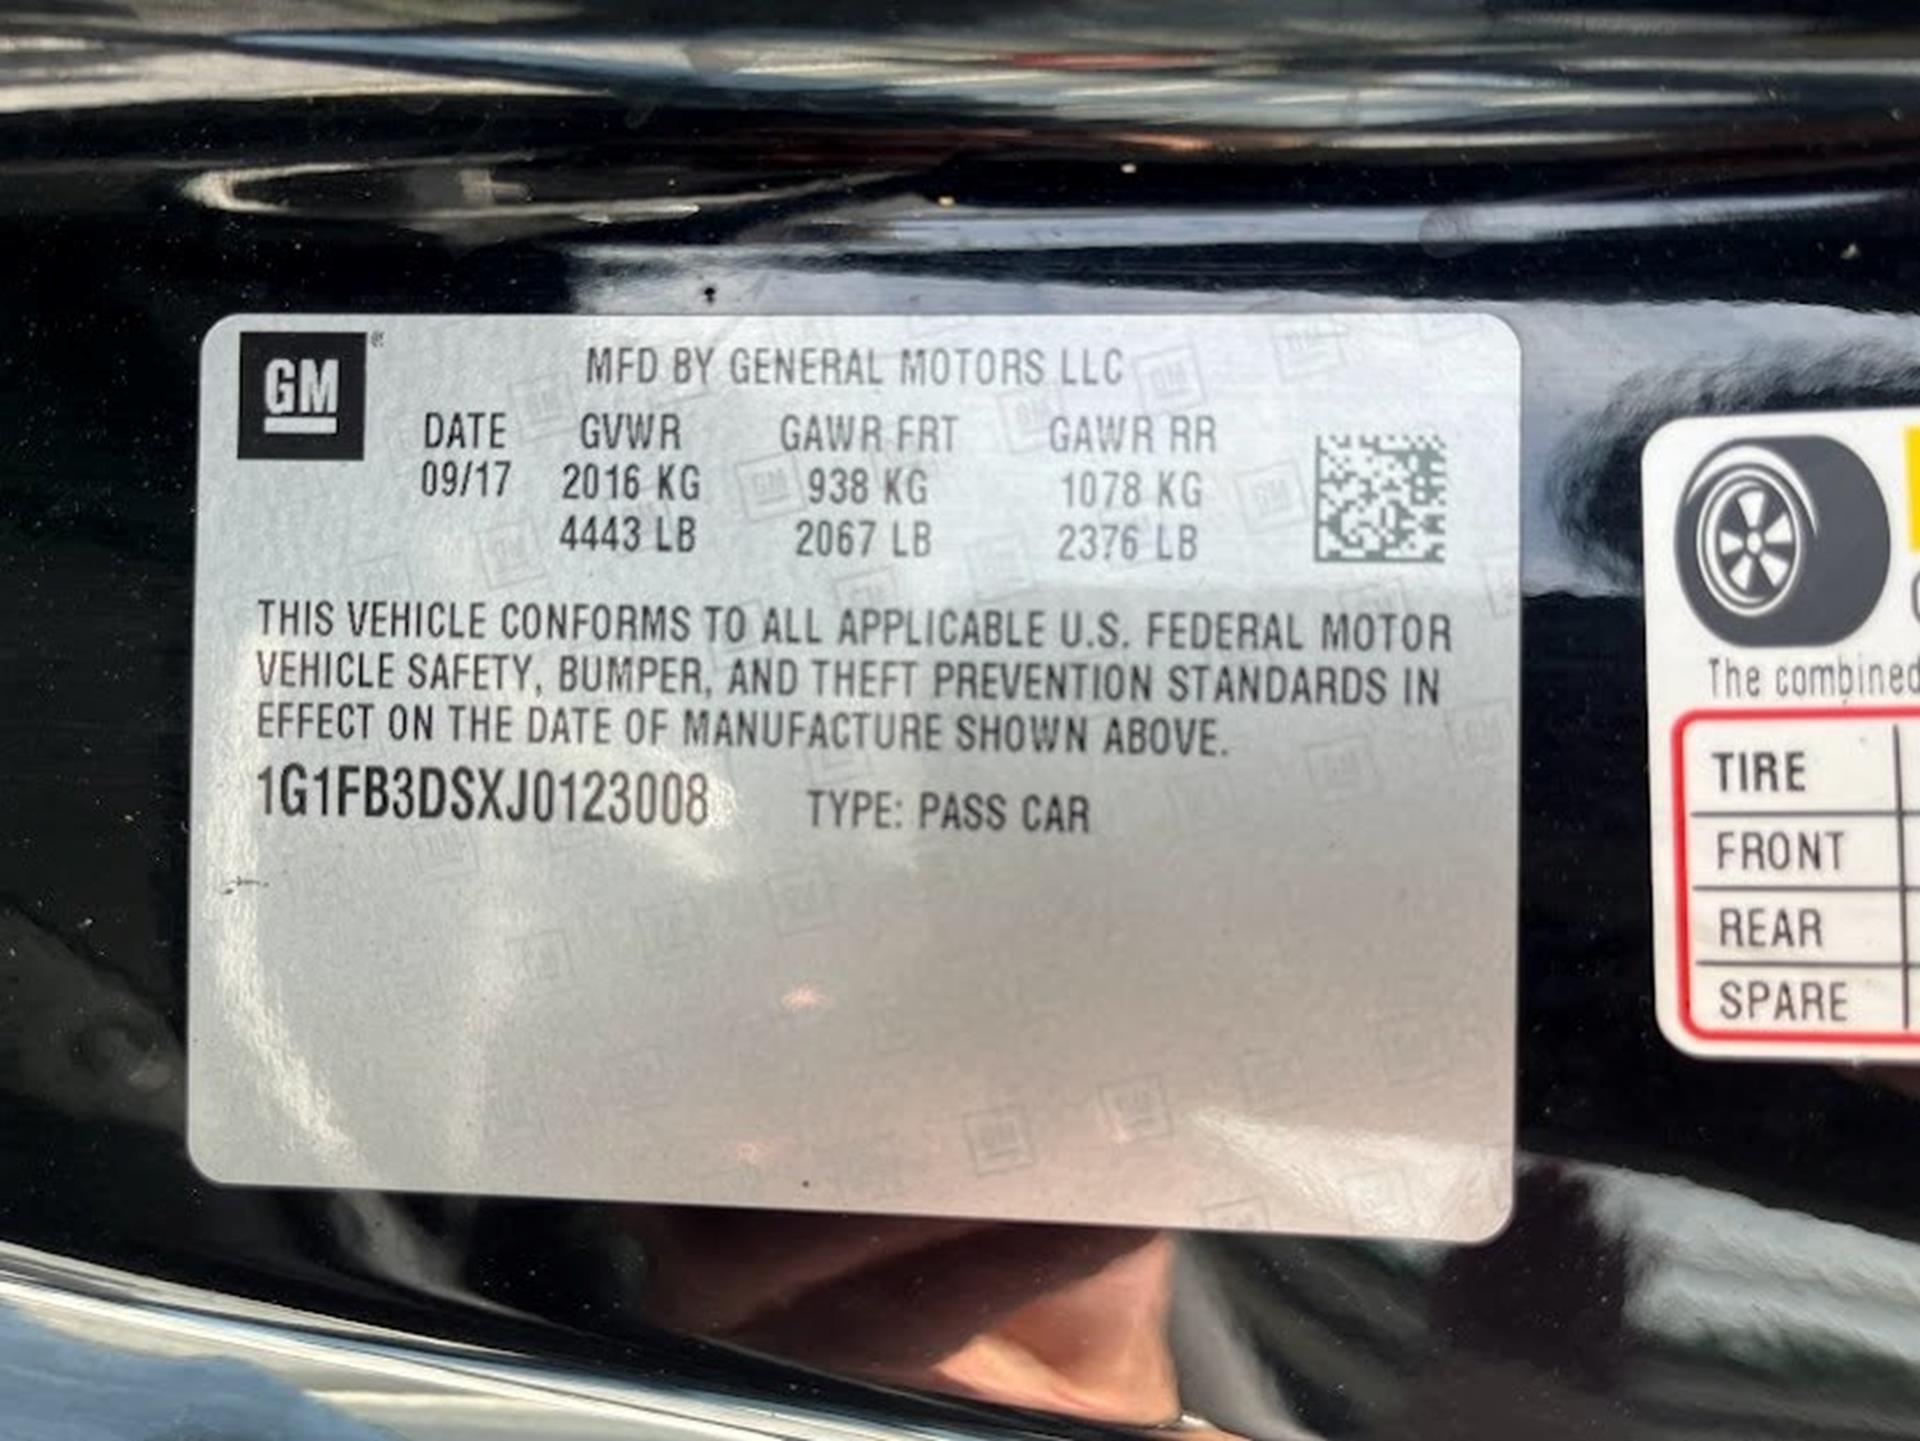 GM
MFD BY GENERAL MOTORS LLC
DATE GVWR GAWR FRT GAWR RR
09/17 2016 KG 938 KG 1078 KG
4443 LB 2067 LB 2376 LB
THIS VEHICLE CONFORMS TO ALL APPLICABLE U.S. FEDERAL MOTOR
VEHICLE SAFETY, BUMPER, AND THEFT PREVENTION STANDARDS IN
EFFECT ON THE DATE OF MANUFACTURE SHOWN ABOVE.
1G1FB3DSXJ0123008 TYPE: PASS CAR
The combined
TIRE
FRONT
REAR
SPARE